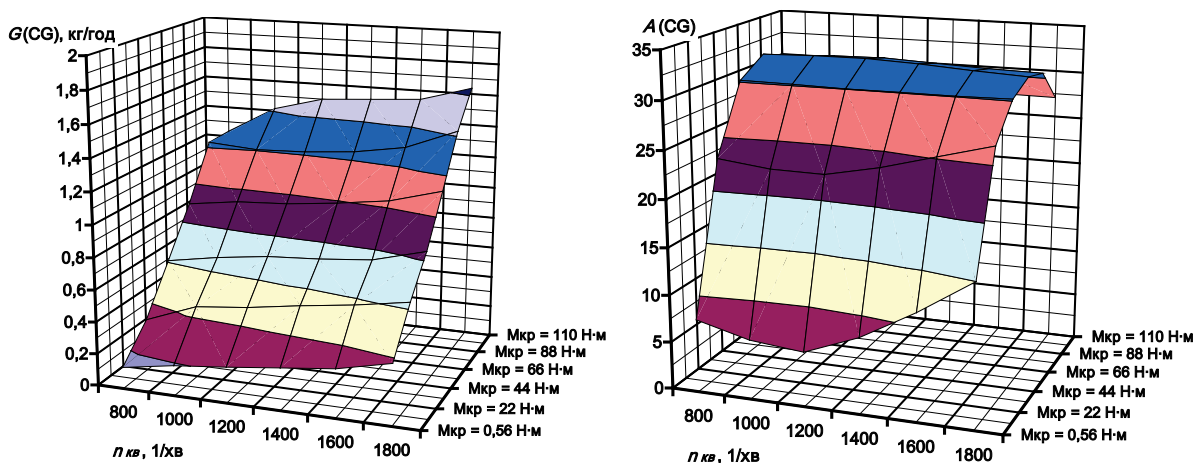 G(CG), кг/год
2
1,8
1,6
1,4
1,2
1
0,8
0,6
0,4
0,2
0
800
1000
1200
1400
1600
1800
n кв, 1/хв
Мкр = 110 Н·м
Мкр = 88 Н·м
Мкр = 66 Н·м
Мкр = 44 Н·м
Мкр = 22 Н·м
Мкр = 0,56 Н·м
A (CG)
35
30
25
20
15
10
5
0
800
1000
1200
1400
1600
1800
n кв, 1/хв
Мкр = 110 Н·м
Мкр = 88 Н·м
Мкр = 66 Н·м
Мкр = 44 Н·м
Мкр = 22 Н·м
Мкр = 0,56 Н·м